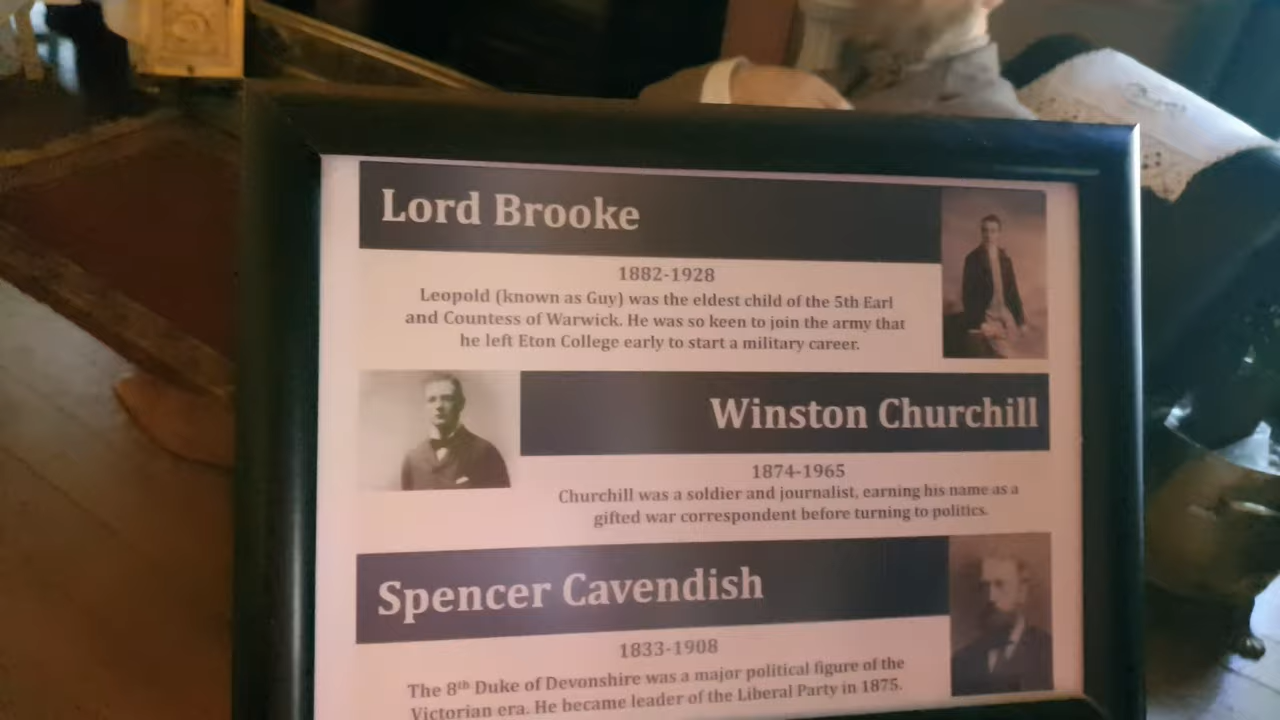 Lord Brooke
1882-1928
Leopold (known as Guy) was the eldest child of the 5th Earl
and Countess of Warwick. He was so keen to join the army that
he left Eton College early to start a military career.
Winston Churchill
1874-1965
Churchill was a soldier and journalist, earning his name as a
gifted war correspondent before turning to politics.
Spencer Cavendish
1833-1908
The 8th Duke of Devonshire was a major political figure of the
Victorian era. He became leader of the Liberal Party in 1875.